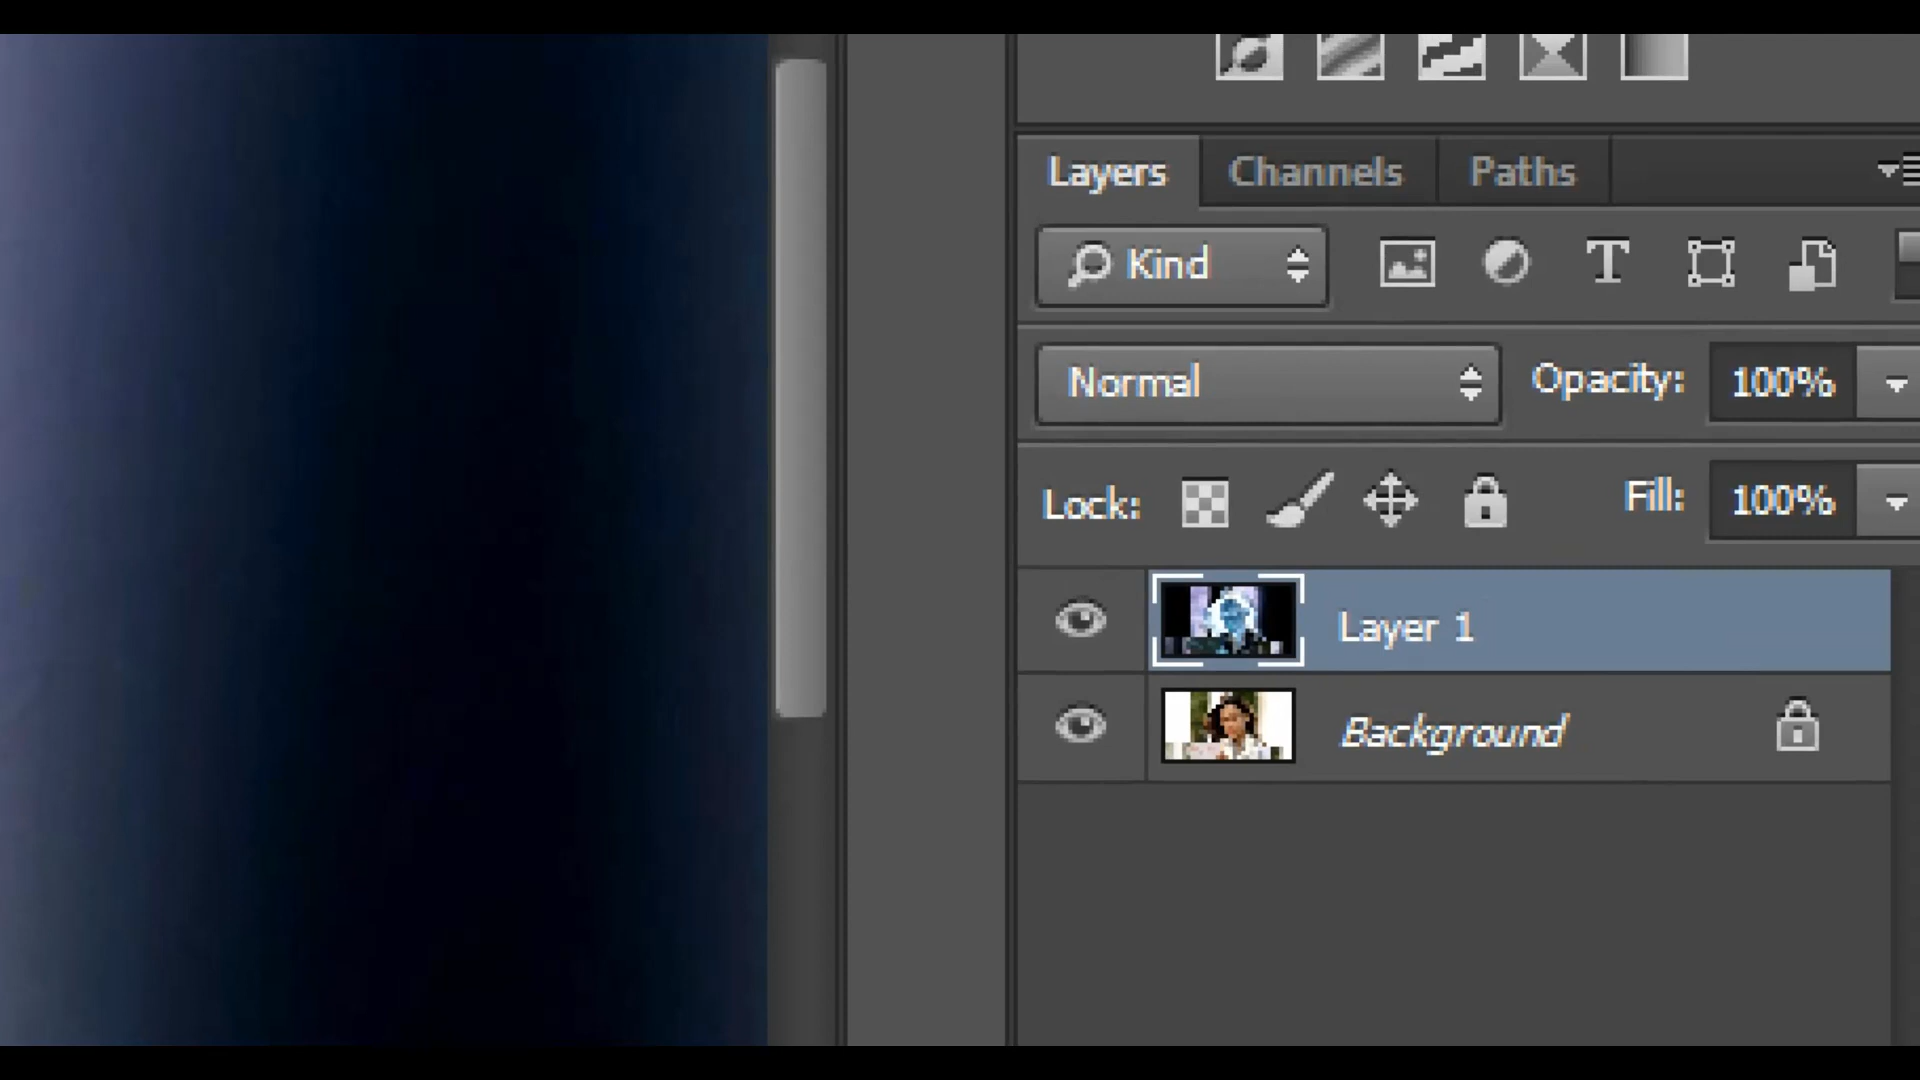 Layers Channels Paths
Kind
Normal Opacity: 100%
Lock: Fill: 100%
Layer 1
Background